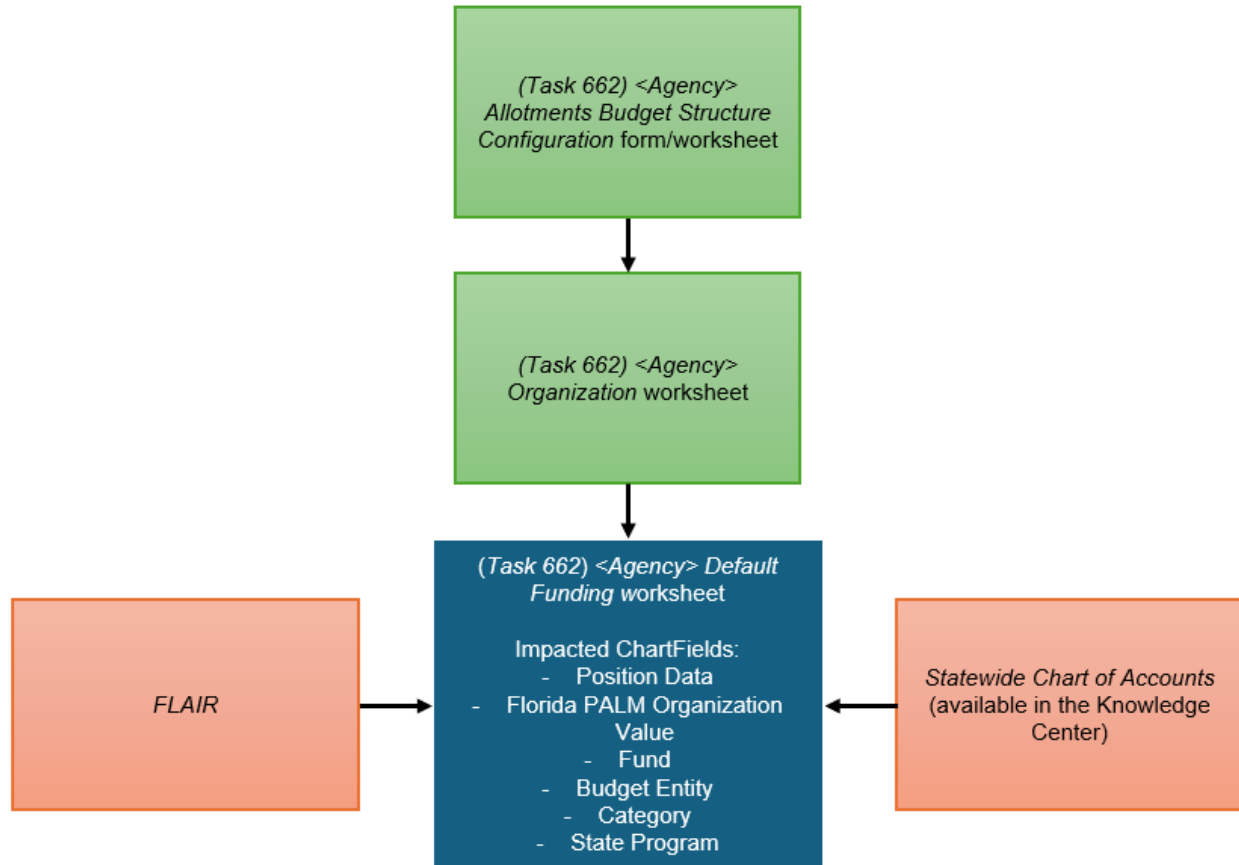 (Task 662) <Agency>
Allotments Budget Structure
Configuration form/worksheet
(Task 662) <Agency>
Organization worksheet
(Task 662) <Agency> Default
Funding worksheet
Impacted ChartFields:
- Position Data
- Florida PALM Organization
Value
- Fund
- Budget Entity
- Category
- State Program
FLAIR
Statewide Chart of Accounts
(available in the Knowledge
Center)